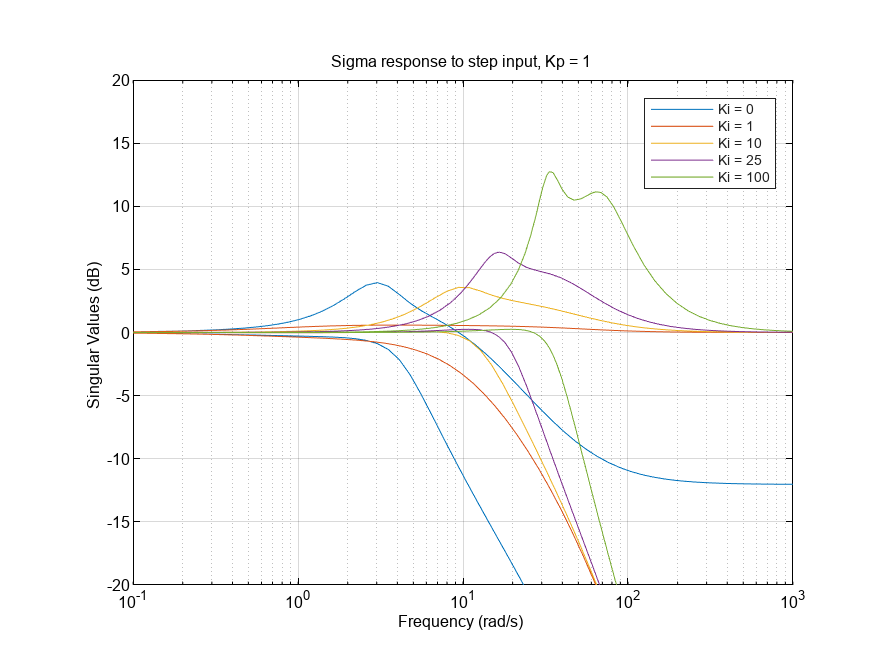 Sigma response to step input, Kp = 1
20
15
10
5
0
-5
-10
-15
-20
Singular Values (dB)
Ki = 0
Ki = 1
Ki = 10
Ki = 25
Ki = 100
10^-1
10^0
10^1
10^2
10^3
Frequency (rad/s)